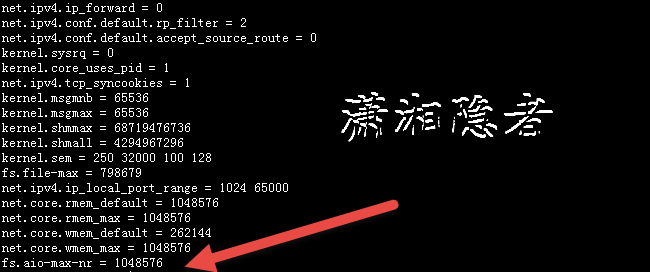 net.ipv4.ip_forward = 0
net.ipv4.conf.default.rp_filter = 2
net.ipv4.conf.default.accept_source_route = 0
kernel.sysrq = 0
kernel.core_uses_pid = 1
net.ipv4.tcp_syncookies = 1
kernel.msgmnb = 65536
kernel.msgmax = 65536
kernel.shmmax = 68719476736
kernel.shmall = 4294967296
kernel.sem = 250 32000 100 128
fs.file-max = 798679
net.ipv4.ip_local_port_range = 1024 65000
net.core.rmem_default = 1048576
net.core.rmem_max = 1048576
net.core.wmem_default = 262144
net.core.wmem_max = 1048576
fs.aio-max-nr = 1048576
潇湘隐者